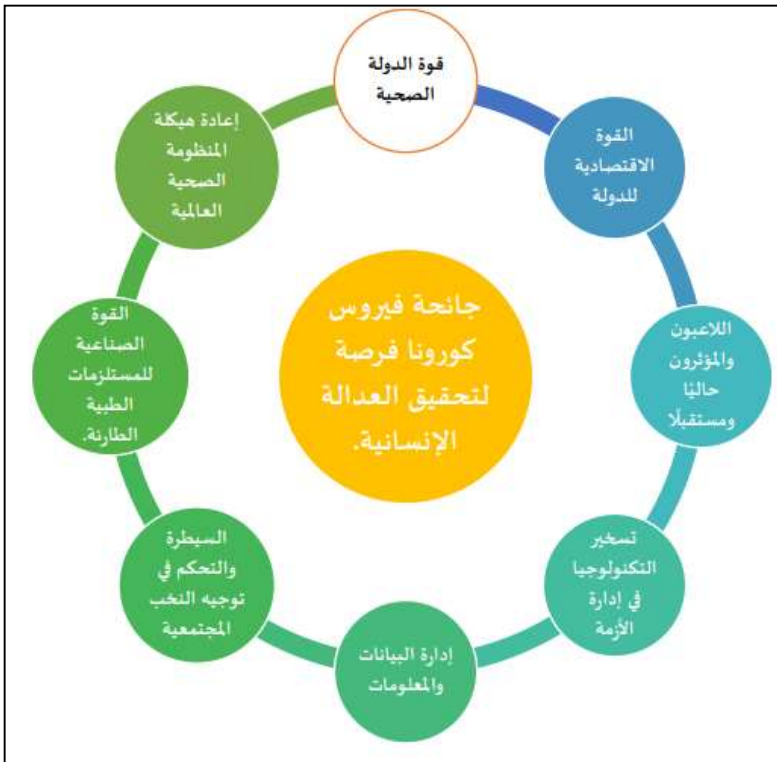 قوة الدولة
الصحية
القوة
الاقتصادية
للدولة
اللاعبون
والمؤثرون
حاليًا
ومستقبلًا
تسخير
التكنولوجيا
في إدارة
الأزمة
إدارة البيانات
والمعلومات
السيطرة
والتحكم في
توجيه النخب
المجتمعية
القوة
الصناعية
للمستلزمات
الطبية
الطارئة.
إعادة هيكلة
المنظومة
الصحية
العالمية
جائحة فيروس
كورونا فرصة
لتحقيق العدالة
الإنسانية.